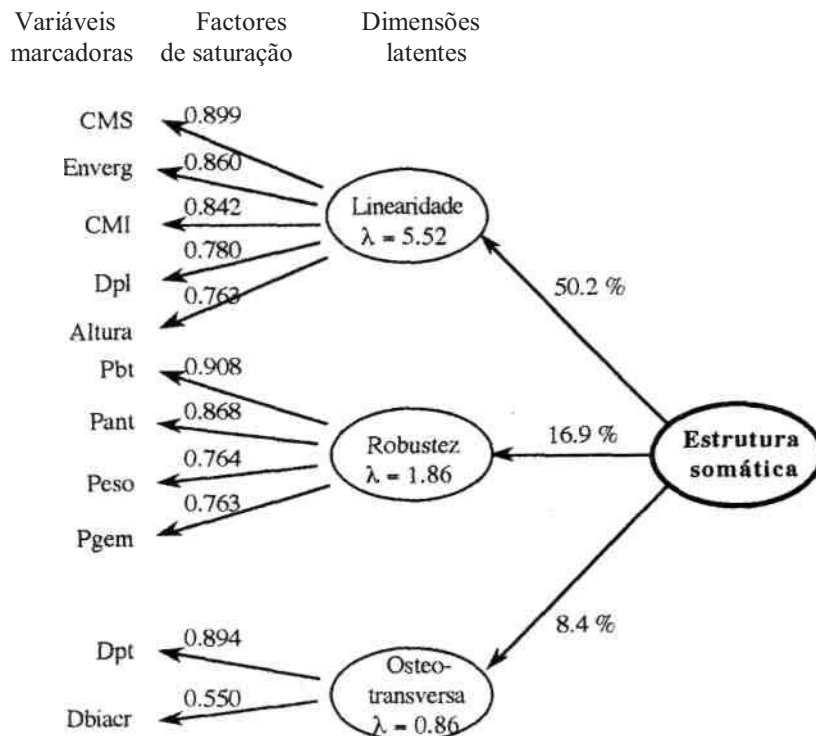 Variáveis Factores Dimensões
marcadoras de saturação latentes
CMS 0.899
Enverg 0.860
CMI 0.842
Dpl 0.780
Altura 0.763
Linearidade
λ = 5.52
50.2 %
Pbt 0.908
Pant 0.868
Peso 0.764
Pgem 0.763
Robustez
λ = 1.86
16.9 %
Estrutura
somática
Dpt 0.894
Dbiacr 0.550
Osteo-
transversa
λ = 0.86
8.4 %